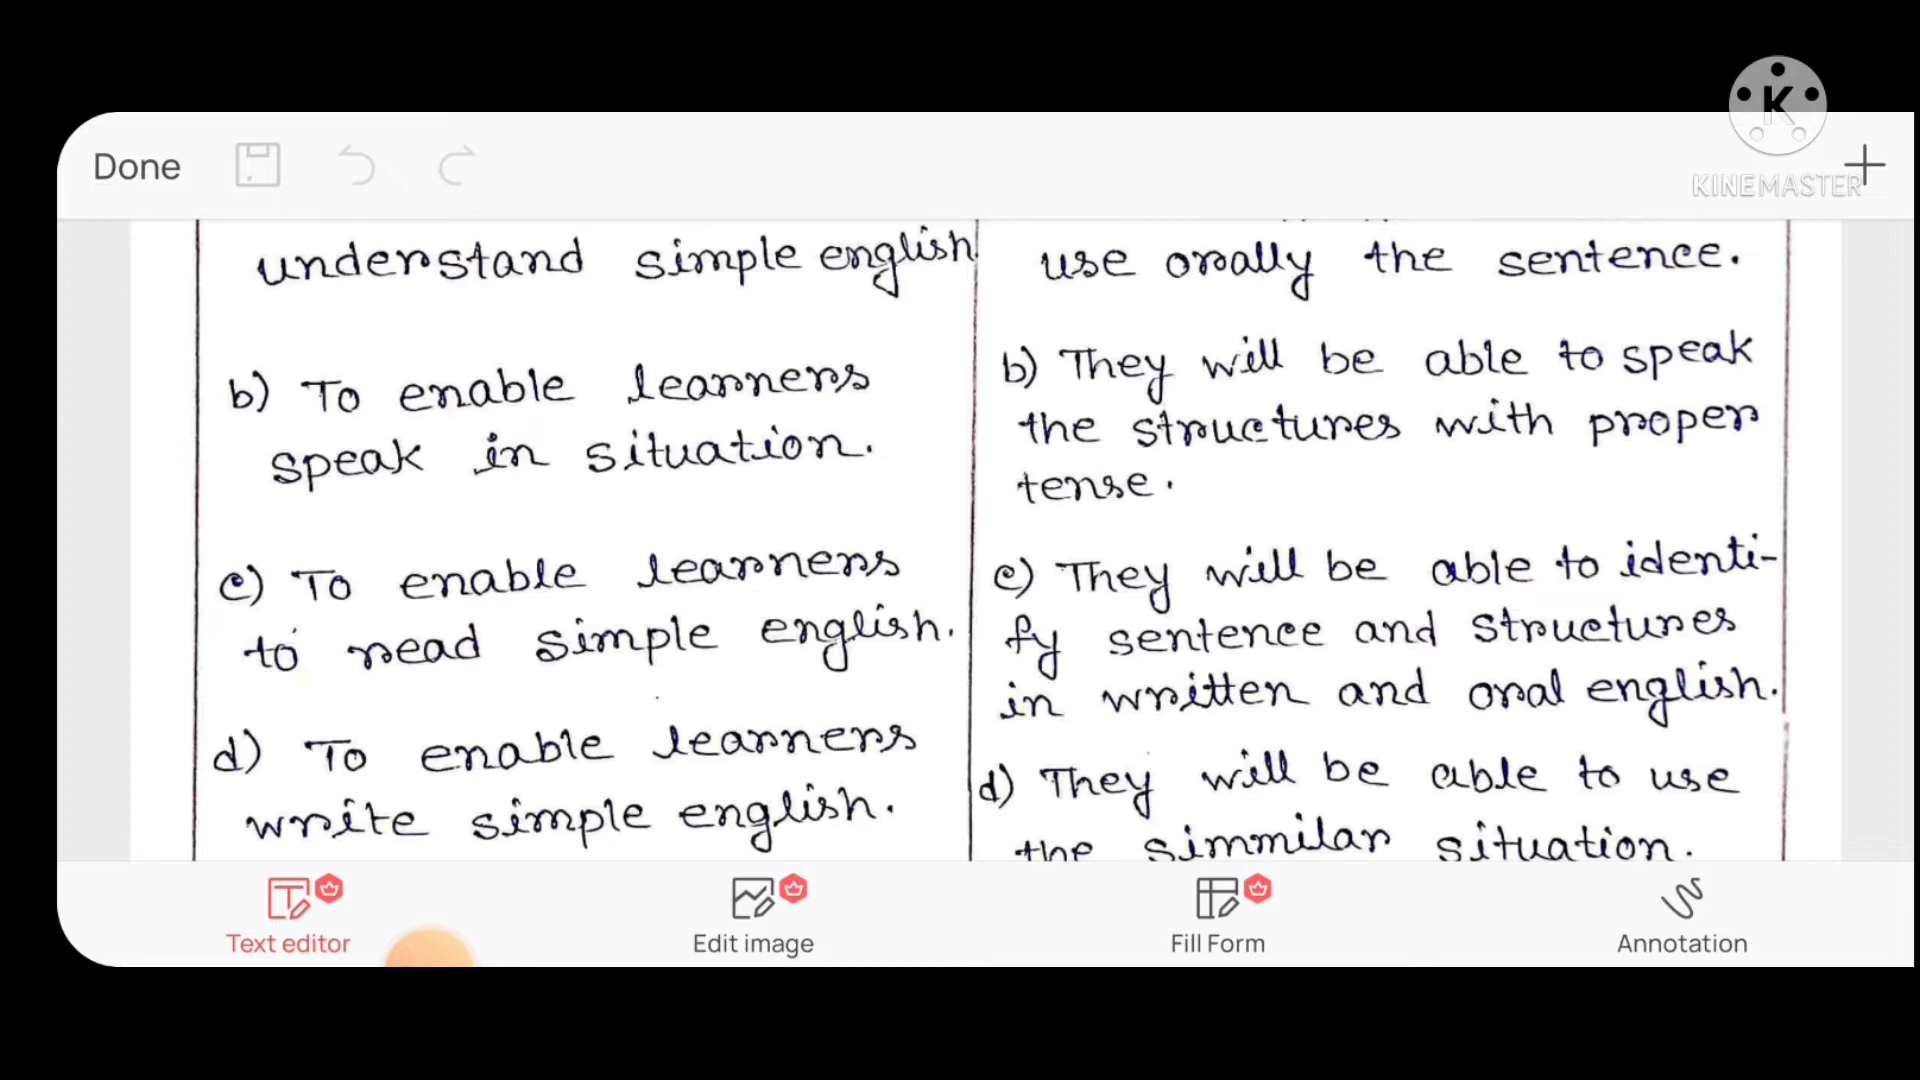 Done
KINEMASTER
understand simple english
b) To enable learners
speak in situation.
c) To enable learners
to read simple english.
d) To enable learners
write simple english.
use orally the sentence.
b) They will be able to speak
the structures with proper
tense.
c) They will be able to identi-
fy sentence and structures
in written and oral english.
d) They will be able to use
the simmilar situation.
Text editor
Edit image
Fill Form
Annotation